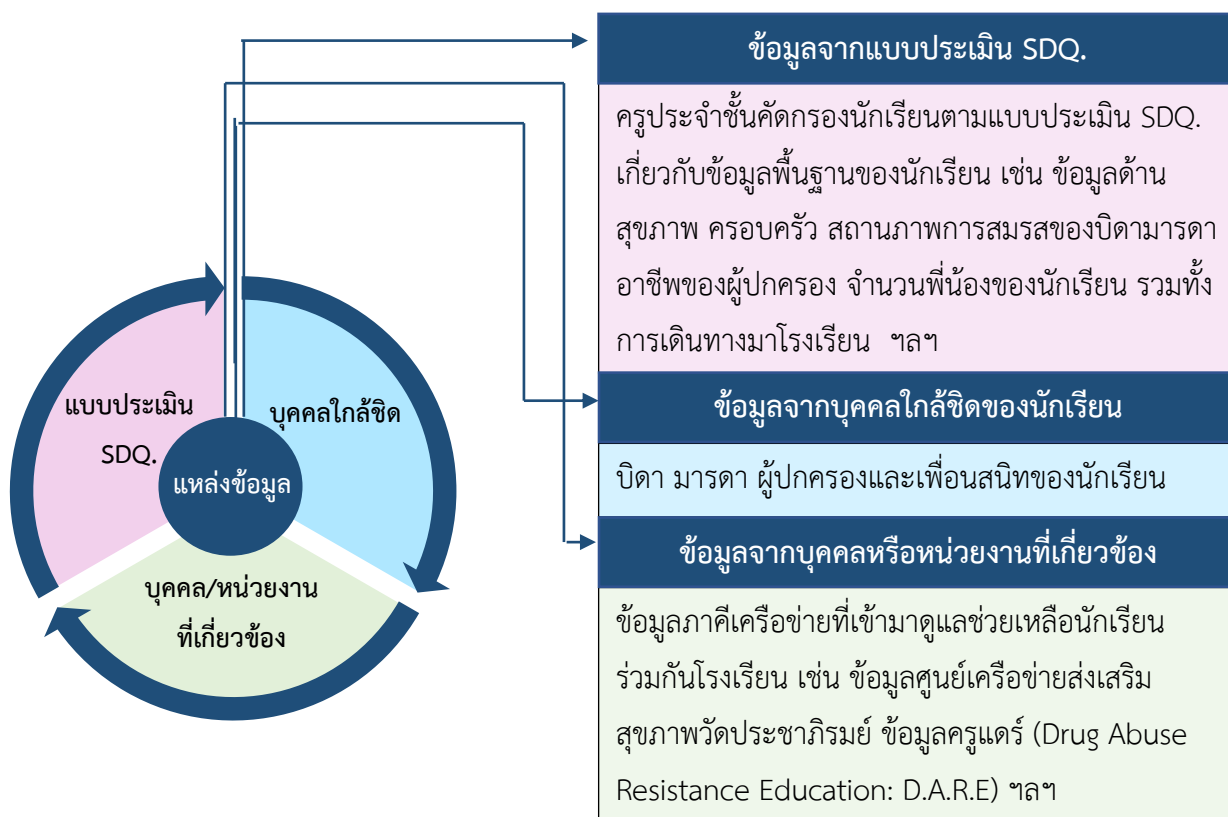 แบบประเมิน
SDQ.
บุคคลใกล้ชิด
แหล่งข้อมูล
บุคคล/หน่วยงาน
ที่เกี่ยวข้อง
ข้อมูลจากแบบประเมิน SDQ.
ครูประจำชั้นคัดกรองนักเรียนตามแบบประเมิน SDQ.
เกี่ยวกับข้อมูลพื้นฐานของนักเรียน เช่น ข้อมูลด้าน
สุขภาพ ครอบครัว สถานภาพการสมรสของบิดามารดา
อาชีพของผู้ปกครอง จำนวนพี่น้องของนักเรียน รวมทั้ง
การเดินทางมาโรงเรียน ฯลฯ
ข้อมูลจากบุคคลใกล้ชิดของนักเรียน
บิดา มารดา ผู้ปกครองและเพื่อนสนิทของนักเรียน
ข้อมูลจากบุคคลหรือหน่วยงานที่เกี่ยวข้อง
ข้อมูลภาคีเครือข่ายที่เข้ามาดูแลช่วยเหลือนักเรียน
ร่วมกันโรงเรียน เช่น ข้อมูลศูนย์เครือข่ายส่งเสริม
สุขภาพวัดประชาภิรมย์ ข้อมูลครูแดร์ (Drug Abuse
Resistance Education: D.A.R.E) ฯลฯ